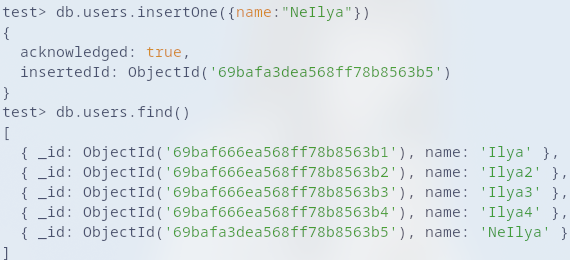 test> db.users.insertOne({name:"NeIlya"})
{
  acknowledged: true,
  insertedId: ObjectId('69bafa3dea568ff78b8563b5')
}
test> db.users.find()
[
  { _id: ObjectId('69baf666ea568ff78b8563b1'), name: 'Ilya' },
  { _id: ObjectId('69baf666ea568ff78b8563b2'), name: 'Ilya2' },
  { _id: ObjectId('69baf666ea568ff78b8563b3'), name: 'Ilya3' },
  { _id: ObjectId('69baf666ea568ff78b8563b4'), name: 'Ilya4' },
  { _id: ObjectId('69bafa3dea568ff78b8563b5'), name: 'NeIlya' }
]